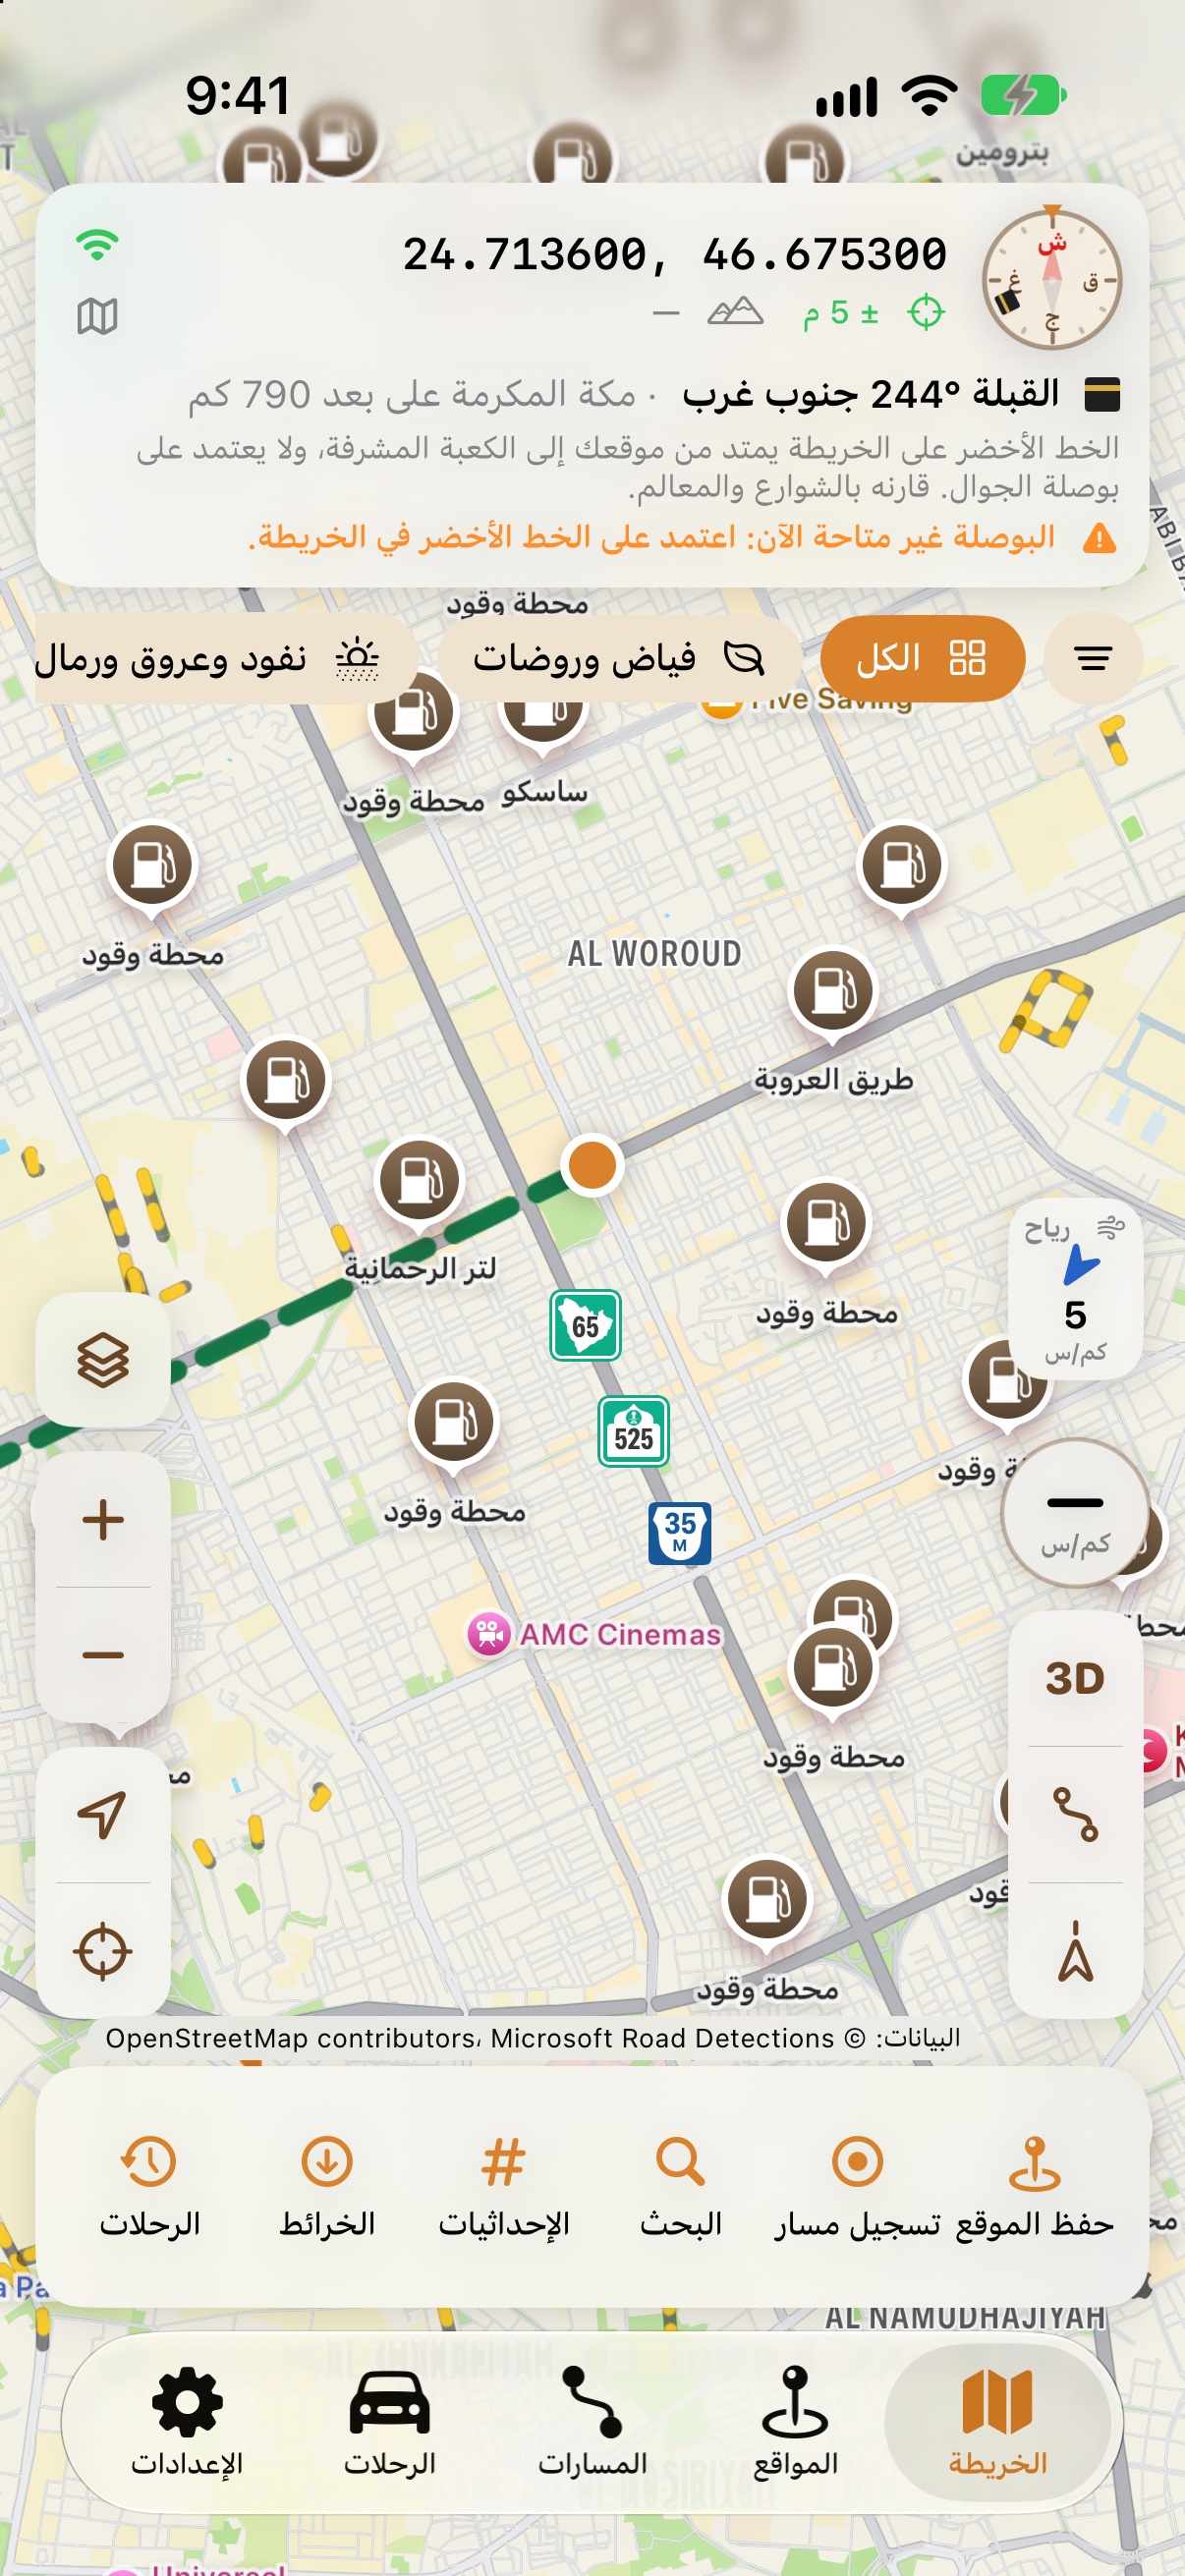 9:41
بترومين
24.713600, 46.675300
ش
ق
غ
ج
± 5 م
—
القبلة 244° جنوب غرب · مكة المكرمة على بعد 790 كم
الخط الأخضر على الخريطة يمتد من موقعك إلى الكعبة المشرفة، ولا يعتمد على
بوصلة الجوال. قارنه بالشوارع والمعالم.
البوصلة غير متاحة الآن: اعتمد على الخط الأخضر في الخريطة.
محطة وقود
الكل
فياض وروضات
نفود وعروق ورمال
Five Saving
ساسكو
محطة وقود
محطة وقود
AL WOROUD
طريق العروبة
لتر الرحمانية
رياح
5
كم/س
محطة وقود
65
525
محطة وقود
35
M
كم/س
AMC Cinemas
3D
محطة وقود
محطة وقود
البيانات: © OpenStreetMap contributors، Microsoft Road Detections
حفظ الموقع
تسجيل مسار
البحث
الإحداثيات
الخرائط
الرحلات
AL NAMUDHAJIYAH
الخريطة
المواقع
المسارات
الرحلات
الإعدادات
Universal